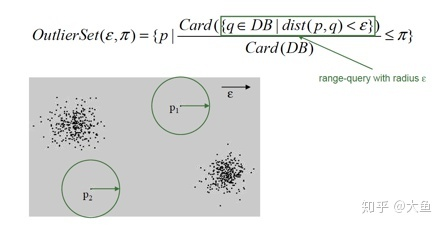 OutlierSet(ε,π) = {p | Card({q ∈ DB | dist(p,q) < ε}) / Card(DB) ≤ π}
range-query with radius ε
ε
p₁
p₂
知乎 @大鱼